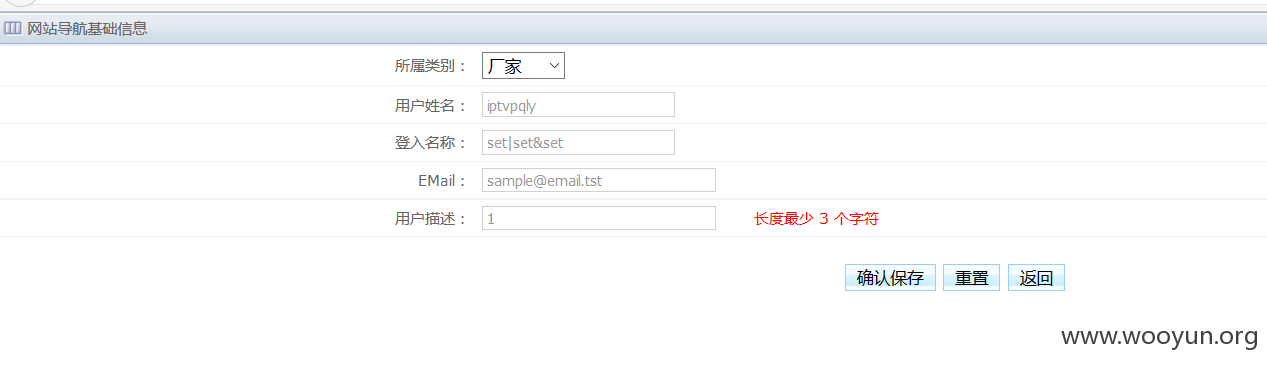 网站导航基础信息
所属类别： 厂家
用户姓名： iptvpqly
登入名称： set|set&set
EMail： sample@email.tst
用户描述： 1 长度最少 3 个字符
确认保存 重置 返回
www.wooyun.org